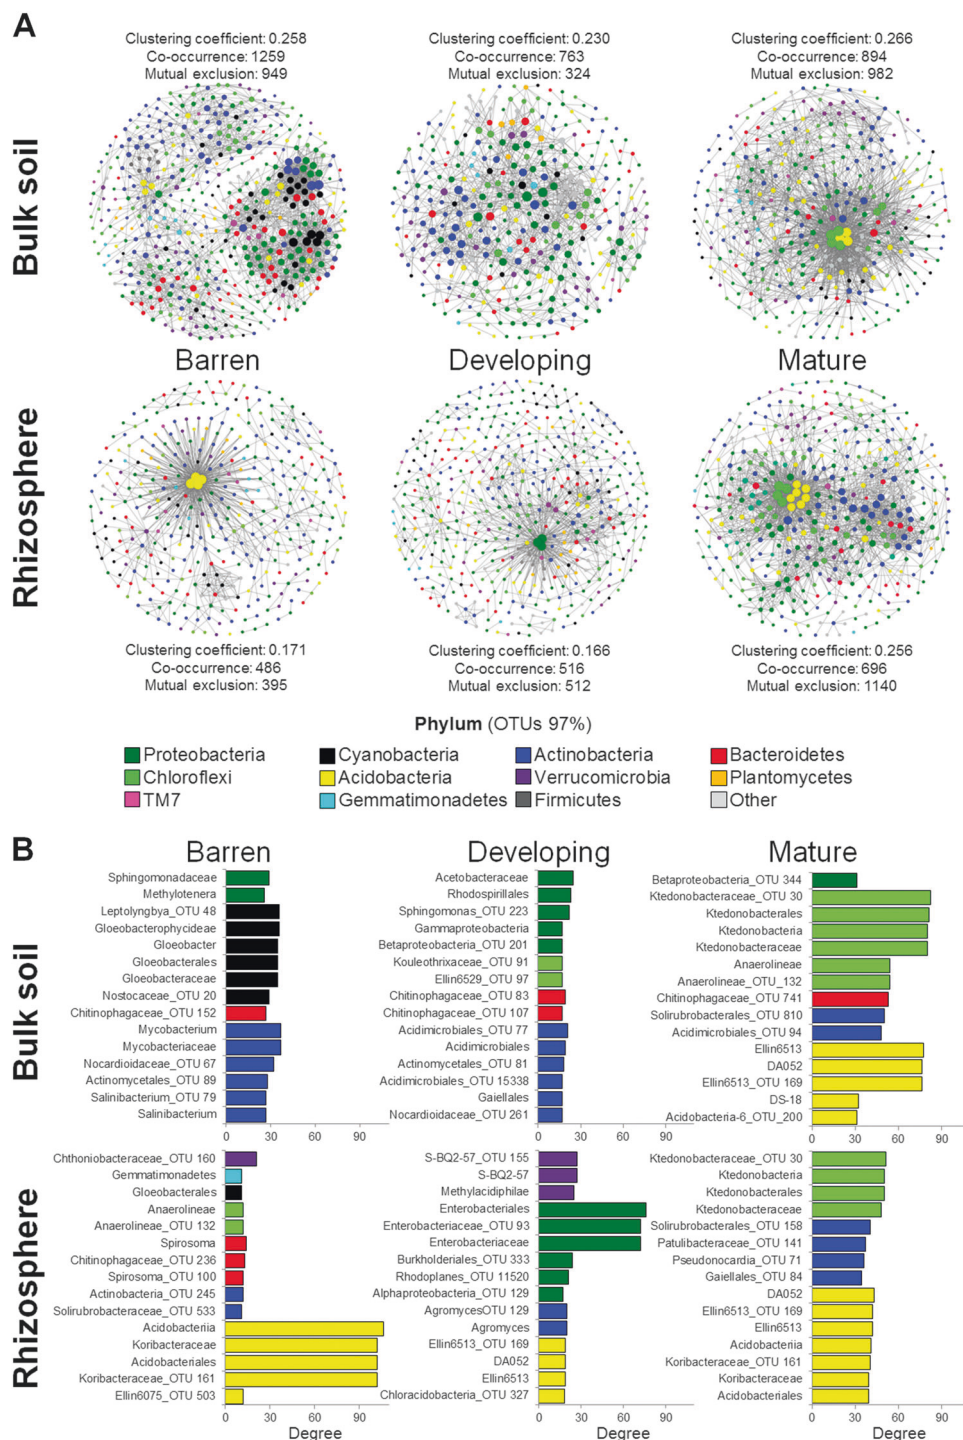 A
Clustering coefficient: 0.258
Co-occurrence: 1259
Mutual exclusion: 949
Clustering coefficient: 0.230
Co-occurrence: 763
Mutual exclusion: 324
Clustering coefficient: 0.266
Co-occurrence: 894
Mutual exclusion: 982
Bulk soil
Barren
Developing
Mature
Rhizosphere
Clustering coefficient: 0.171
Co-occurrence: 486
Mutual exclusion: 395
Clustering coefficient: 0.166
Co-occurrence: 516
Mutual exclusion: 512
Clustering coefficient: 0.256
Co-occurrence: 696
Mutual exclusion: 1140
Phylum (OTUs 97%)
Proteobacteria
Cyanobacteria
Actinobacteria
Bacteroidetes
Chloroflexi
Acidobacteria
Verrucomicrobia
Plantomycetes
TM7
Gemmatimonadetes
Firmicutes
Other
B
Barren
Developing
Mature
Bulk soil
Sphingomonadaceae
Methylotenera
Leptolyngbya_OTU 48
Gloeobacterophycideae
Gloeobacter
Gloeobacterales
Gloeobacteraceae
Nostocaceae_OTU 20
Chitinophagaceae_OTU 152
Mycobacterium
Mycobacteriaceae
Nocardioidaceae_OTU 67
Actinomycetales_OTU 89
Salinibacterium_OTU 79
Salinibacterium
0 30 60 90
Acetobacteraceae
Rhodospirillales
Sphingomonas_OTU 223
Gammaproteobacteria
Betaproteobacteria_OTU 201
Kouleothrixaceae_OTU 91
Ellin6529_OTU 97
Chitinophagaceae_OTU 83
Chitinophagaceae_OTU 107
Acidimicrobiales_OTU 77
Acidimicrobiales
Actinomycetales_OTU 81
Acidimicrobiales_OTU 15338
Gaiellales
Nocardioidaceae_OTU 261
0 30 60 90
Betaproteobacteria_OTU 344
Ktedonobacteraceae_OTU 30
Ktedonobacterales
Ktedonobacteria
Ktedonobacteraceae
Anaerolineae
Anaerolineae_OTU_132
Chitinophagaceae_OTU 741
Solirubrobacterales_OTU 810
Acidimicrobiales_OTU 94
Ellin6513
DA052
Ellin6513_OTU 169
DS-18
Acidobacteria-6_OTU_200
0 30 60 90
Rhizosphere
Chthoniobacteraceae_OTU 160
Gemmatimonadetes
Gloeobacterales
Anaerolineae
Anaerolineae_OTU 132
Spirosoma
Chitinophagaceae_OTU 236
Spirosoma_OTU 100
Actinobacteria_OTU 245
Solirubrobacteraceae_OTU 533
Acidobacteriia
Koribacteraceae
Acidobacteriales
Koribacteraceae_OTU 161
Ellin6075_OTU 503
0 30 60 90
Degree
S-BQ2-57_OTU 155
S-BQ2-57
Methylacidiphilae
Enterobacteriales
Enterobacteriaceae_OTU 93
Enterobacteriaceae
Burkholderiales_OTU 333
Rhodoplanes_OTU 11520
Alphaproteobacteria_OTU 129
AgromycesOTU 129
Agromyces
Ellin6513_OTU 169
DA052
Ellin6513
Chloracidobacteria_OTU 327
0 30 60 90
Degree
Ktedonobacteraceae_OTU 30
Ktedonobacteria
Ktedonobacterales
Ktedonobacteraceae
Solirubrobacterales_OTU 158
Patulibacteraceae_OTU 141
Pseudonocardia_OTU 71
Gaiellales_OTU 84
DA052
Ellin6513_OTU 169
Ellin6513
Acidobacteriia
Koribacteraceae_OTU 161
Koribacteraceae
Acidobacteriales
0 30 60 90
Degree